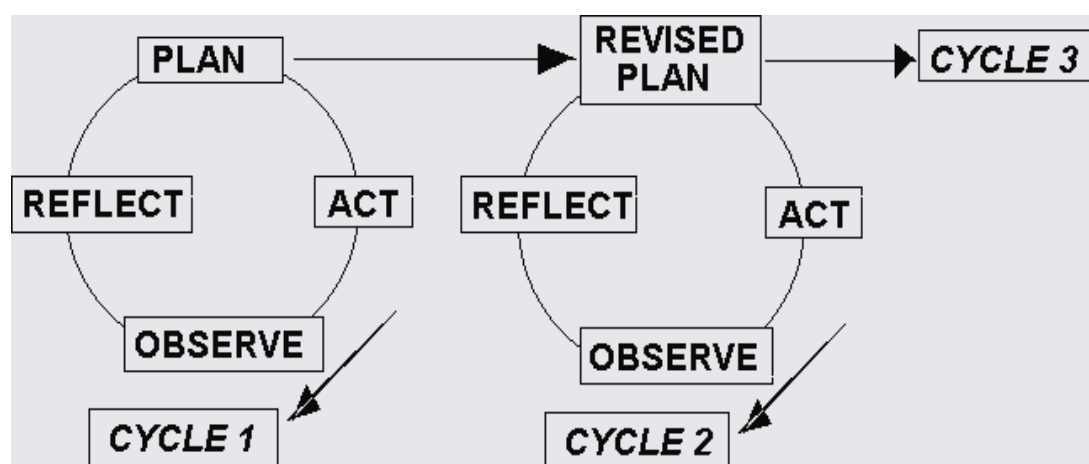 PLAN
REVISED
PLAN
CYCLE 3
REFLECT
ACT
REFLECT
ACT
OBSERVE
OBSERVE
CYCLE 1
CYCLE 2